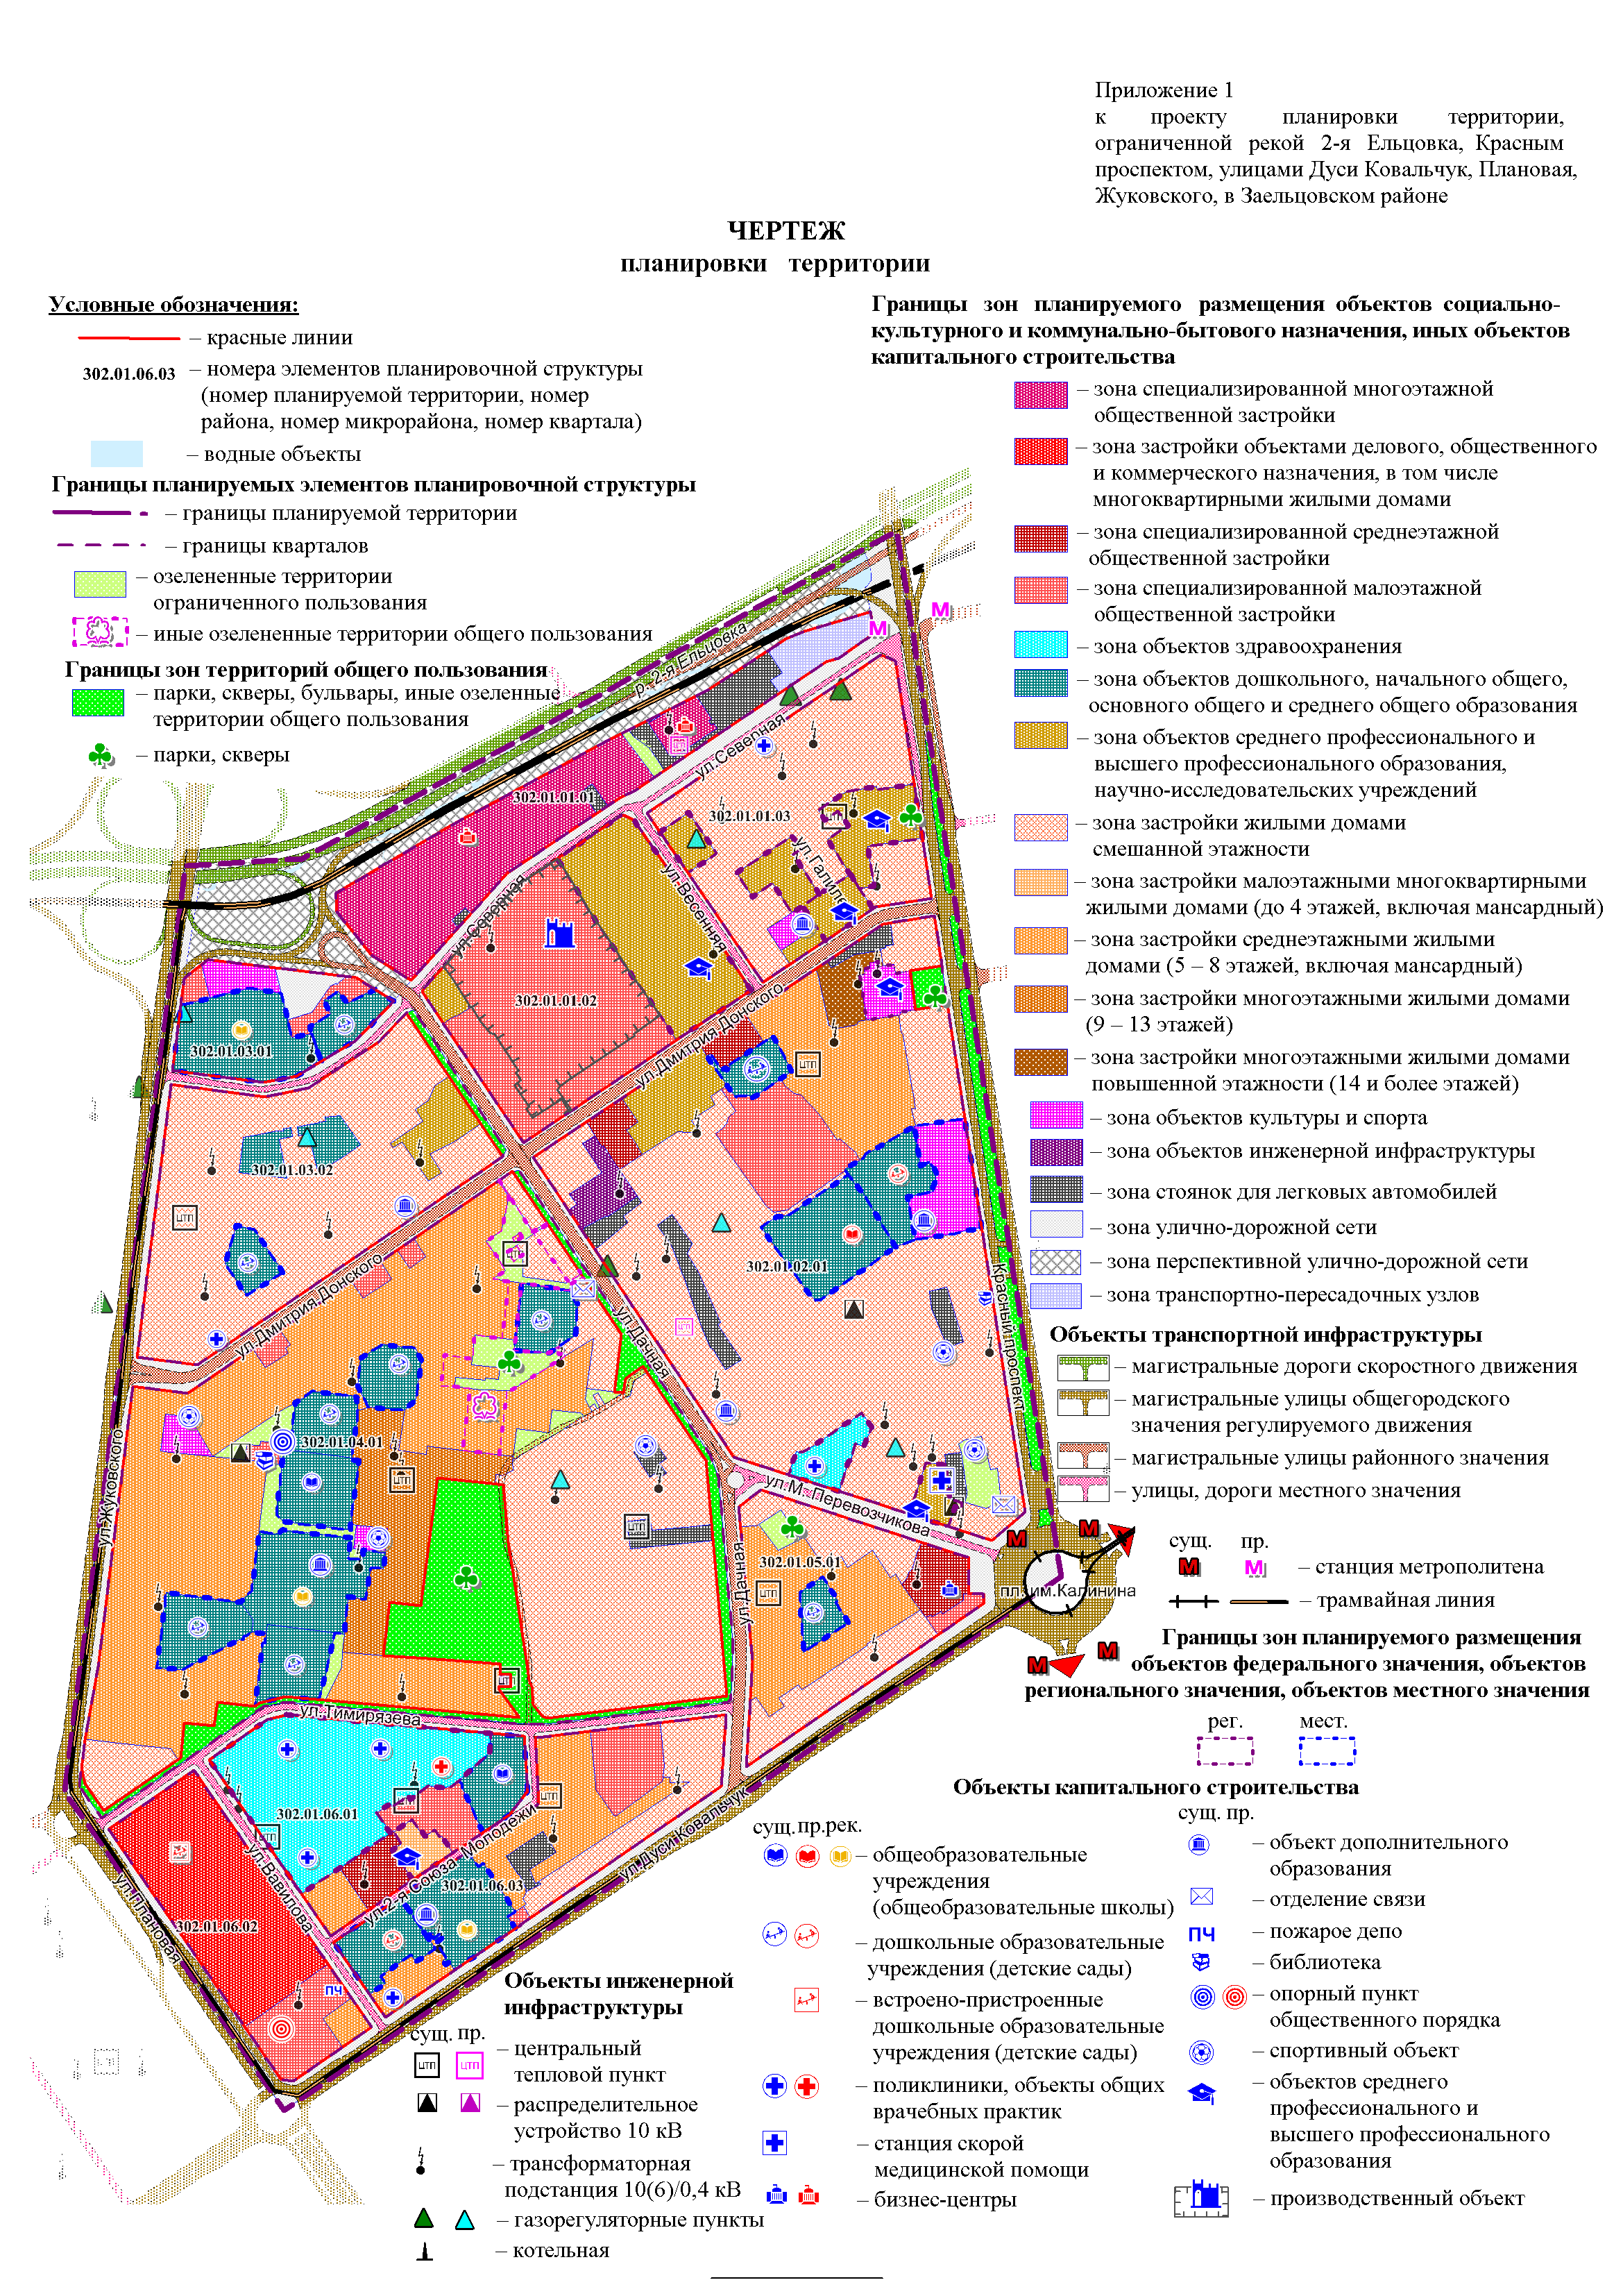 Приложение 1
к проекту планировки территории,
ограниченной рекой 2-я Ельцовка, Красным
проспектом, улицами Дуси Ковальчук, Плановая,
Жуковского, в Заельцовском районе
ЧЕРТЕЖ
планировки территории
Условные обозначения:
– красные линии
302.01.06.03 – номера элементов планировочной структуры
(номер планируемой территории, номер
района, номер микрорайона, номер квартала)
– водные объекты
Границы планируемых элементов планировочной структуры
– границы планируемой территории
– границы кварталов
– озелененные территории
ограниченного пользования
– иные озелененные территории общего пользования
Границы зон территорий общего пользования
– парки, скверы, бульвары, иные озеленные
территории общего пользования
– парки, скверы
Границы зон планируемого размещения объектов социально-
культурного и коммунально-бытового назначения, иных объектов
капитального строительства
– зона специализированной многоэтажной
общественной застройки
– зона застройки объектами делового, общественного
и коммерческого назначения, в том числе
многоквартирными жилыми домами
– зона специализированной среднеэтажной
общественной застройки
– зона специализированной малоэтажной
общественной застройки
– зона объектов здравоохранения
– зона объектов дошкольного, начального общего,
основного общего и среднего общего образования
– зона объектов среднего профессионального и
высшего профессионального образования,
научно-исследовательских учреждений
– зона застройки жилыми домами
смешанной этажности
– зона застройки малоэтажными многоквартирными
жилыми домами (до 4 этажей, включая мансардный)
– зона застройки среднеэтажными жилыми
домами (5 – 8 этажей, включая мансардный)
– зона застройки многоэтажными жилыми домами
(9 – 13 этажей)
– зона застройки многоэтажными жилыми домами
повышенной этажности (14 и более этажей)
– зона объектов культуры и спорта
– зона объектов инженерной инфраструктуры
– зона стоянок для легковых автомобилей
– зона улично-дорожной сети
– зона перспективной улично-дорожной сети
– зона транспортно-пересадочных узлов
Объекты транспортной инфраструктуры
– магистральные дороги скоростного движения
– магистральные улицы общегородского
значения регулируемого движения
– магистральные улицы районного значения
– улицы, дороги местного значения
сущ. пр.
М М – станция метрополитена
– трамвайная линия
Границы зон планируемого размещения
объектов федерального значения, объектов
регионального значения, объектов местного значения
рег. мест.
Объекты капитального строительства
сущ. пр. рек.
– общеобразовательные
учреждения
(общеобразовательные школы)
– дошкольные образовательные
учреждения (детские сады)
– встроено-пристроенные
дошкольные образовательные
учреждения (детские сады)
– поликлиники, объекты общих
врачебных практик
– станция скорой
медицинской помощи
– бизнес-центры
сущ. пр.
– объект дополнительного
образования
– отделение связи
ПЧ – пожарое депо
– библиотека
– опорный пункт
общественного порядка
– спортивный объект
– объектов среднего
профессионального и
высшего профессионального
образования
– производственный объект
Объекты инженерной
инфраструктуры
сущ. пр.
ЦТП ЦТП – центральный
тепловой пункт
– распределительное
устройство 10 кВ
– трансформаторная
подстанция 10(6)/0,4 кВ
– газорегуляторные пункты
– котельная
р. 2-я Ельцовка
М
М
ул.Северная
302.01.01.01
302.01.01.03
ЦТП
ЦТП
ул.Галил
ул.Весенняя
ул.Северная
302.01.01.02
302.01.03.01
ул.Дмитрия Донского
ЦТП
302.01.03.02
ЦТП
ЦТП
302.01.02.01
Красный проспект
ул.Дмитрия Донского
ул.Дачная
ЦТП
302.01.04.01
ул.Жуковского
ЦТП
ЦТП
ул.М. Перевозчикова
302.01.05.01
ЦТП
ул.Дачная
пл. им.Калинина
М
М
М
М
ул.Тимирязева
302.01.06.01
ЦТП
ЦТП
ЦТП
ул.Вавилова
ул.2-я Союза Молодежи
302.01.06.03
ул.Дуси Ковальчук
302.01.06.02
ул.Плановая
ПЧ